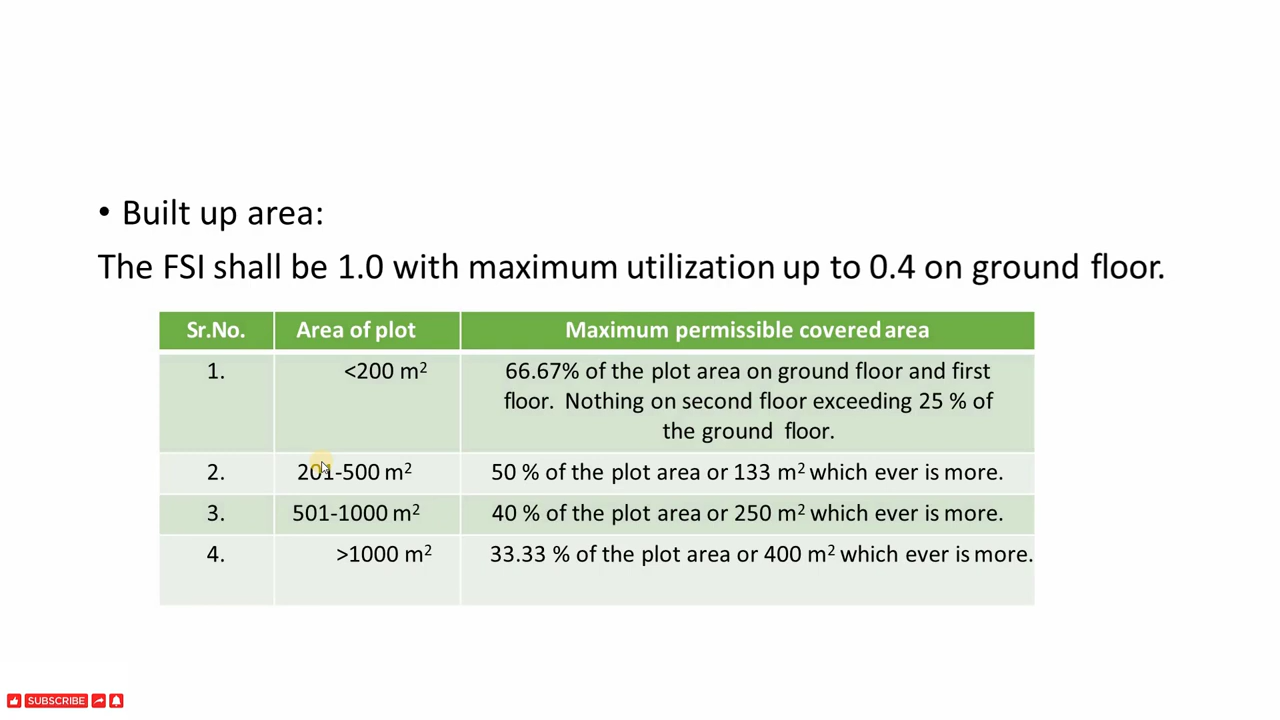 • Built up area:
The FSI shall be 1.0 with maximum utilization up to 0.4 on ground floor.
Sr.No. Area of plot Maximum permissible covered area
1. <200 m² 66.67% of the plot area on ground floor and first
floor. Nothing on second floor exceeding 25 % of
the ground floor.
2. 201-500 m² 50 % of the plot area or 133 m² which ever is more.
3. 501-1000 m² 40 % of the plot area or 250 m² which ever is more.
4. >1000 m² 33.33 % of the plot area or 400 m² which ever is more.
SUBSCRIBE